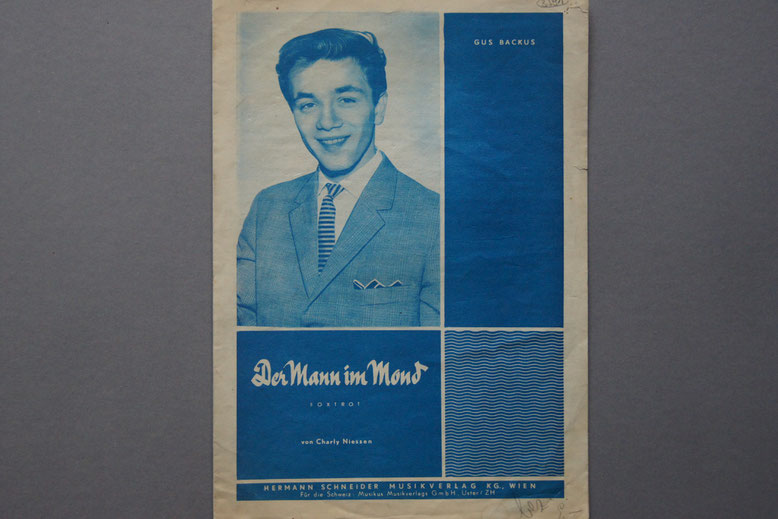 GUS BACKUS
Der Mann im Mond
FOXTROT
von Charly Niessen
HERMANN SCHNEIDER MUSIKVERLAG KG., WIEN
Für die Schweiz: Musikus Musikverlags GmbH, Uster/ZH